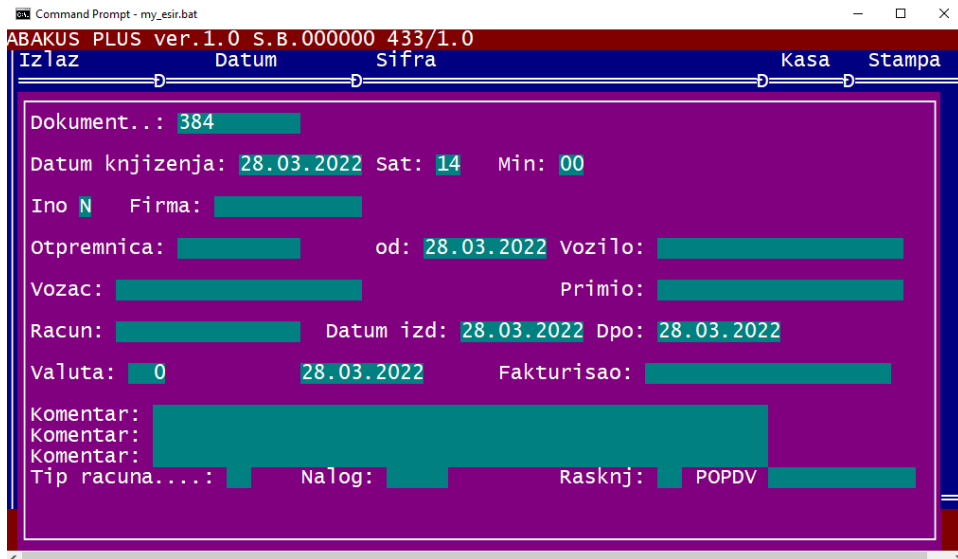 Command Prompt - my_esir.bat
ABAKUS PLUS ver.1.0 S.B.000000 433/1.0
Izlaz Datum Sifra Kasa Stampa
Dokument..: 384
Datum knjizenja: 28.03.2022 Sat: 14 Min: 00
Ino N Firma:
Otpremnica: od: 28.03.2022 Vozilo:
Vozac: Primio:
Racun: Datum izd: 28.03.2022 Dpo: 28.03.2022
Valuta: 0 28.03.2022 Fakturisao:
Komentar:
Komentar:
Komentar:
Tip racuna....: Nalog: Rasknj: POPDV